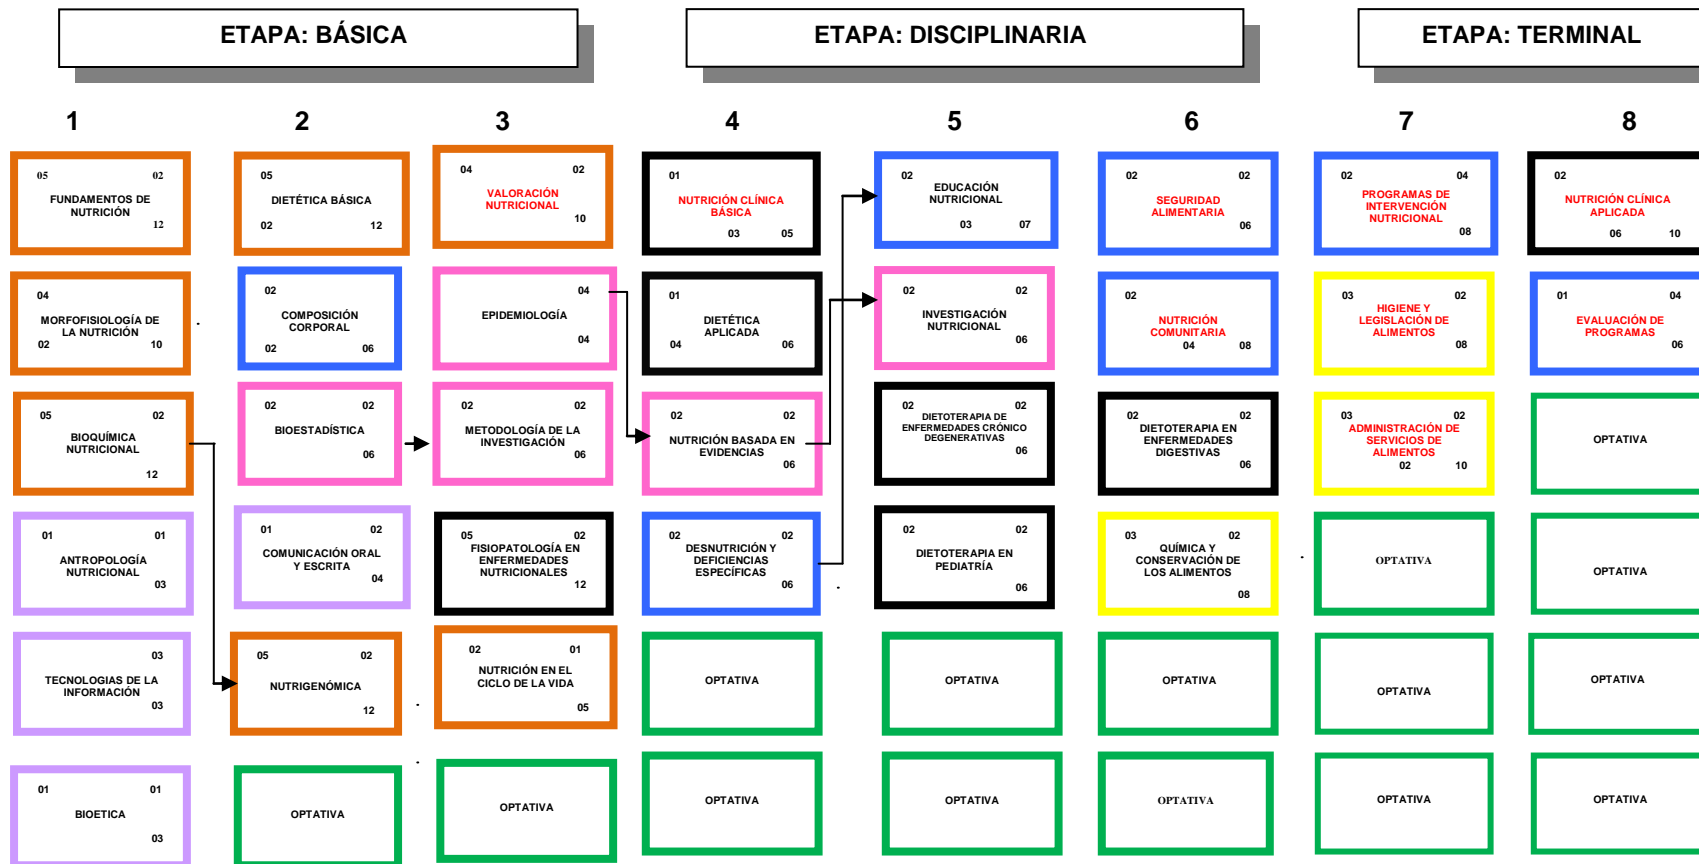 ETAPA: BÁSICA
ETAPA: DISCIPLINARIA
ETAPA: TERMINAL
1
2
3
4
5
6
7
8
05 02
FUNDAMENTOS DE
NUTRICIÓN
12
04
MORFOFISIOLOGÍA DE
LA NUTRICIÓN
02 10
05 02
BIOQUÍMICA
NUTRICIONAL
12
01 01
ANTROPOLOGÍA
NUTRICIONAL
03
03
TECNOLOGIAS DE LA
INFORMACIÓN
03
01 01
BIOETICA
03
05
DIETÉTICA BÁSICA
02 12
02
COMPOSICIÓN
CORPORAL
02 06
02 02
BIOESTADÍSTICA
06
01 02
COMUNICACIÓN ORAL
Y ESCRITA
04
05 02
NUTRIGENÓMICA
12
OPTATIVA
04 02
VALORACIÓN
NUTRICIONAL
10
04
EPIDEMIOLOGÍA
04
02 02
METODOLOGÍA DE LA
INVESTIGACIÓN
06
05 02
FISIOPATOLOGÍA EN
ENFERMEDADES
NUTRICIONALES
12
02 01
NUTRICIÓN EN EL
CICLO DE LA VIDA
05
OPTATIVA
01
NUTRICIÓN CLÍNICA
BÁSICA
03 05
01
DIETÉTICA
APLICADA
04 06
02 02
NUTRICIÓN BASADA EN
EVIDENCIAS
06
02 02
DESNUTRICIÓN Y
DEFICIENCIAS
ESPECÍFICAS
06
OPTATIVA
OPTATIVA
02
EDUCACIÓN
NUTRICIONAL
03 07
02 02
INVESTIGACIÓN
NUTRICIONAL
06
02 02
DIETOTERAPIA DE
ENFERMEDADES CRÓNICO
DEGENERATIVAS
06
02 02
DIETOTERAPIA EN
PEDIATRÍA
06
OPTATIVA
OPTATIVA
02 02
SEGURIDAD
ALIMENTARIA
06
02
NUTRICIÓN
COMUNITARIA
04 08
02 02
DIETOTERAPIA EN
ENFERMEDADES
DIGESTIVAS
06
03 02
QUÍMICA Y
CONSERVACIÓN DE
LOS ALIMENTOS
08
OPTATIVA
OPTATIVA
02 04
PROGRAMAS DE
INTERVENCIÓN
NUTRICIONAL
08
03 02
HIGIENE Y
LEGISLACIÓN DE
ALIMENTOS
08
03 02
ADMINISTRACIÓN DE
SERVICIOS DE
ALIMENTOS
02 10
OPTATIVA
OPTATIVA
OPTATIVA
02
NUTRICIÓN CLÍNICA
APLICADA
06 10
01 04
EVALUACIÓN DE
PROGRAMAS
06
OPTATIVA
OPTATIVA
OPTATIVA
OPTATIVA